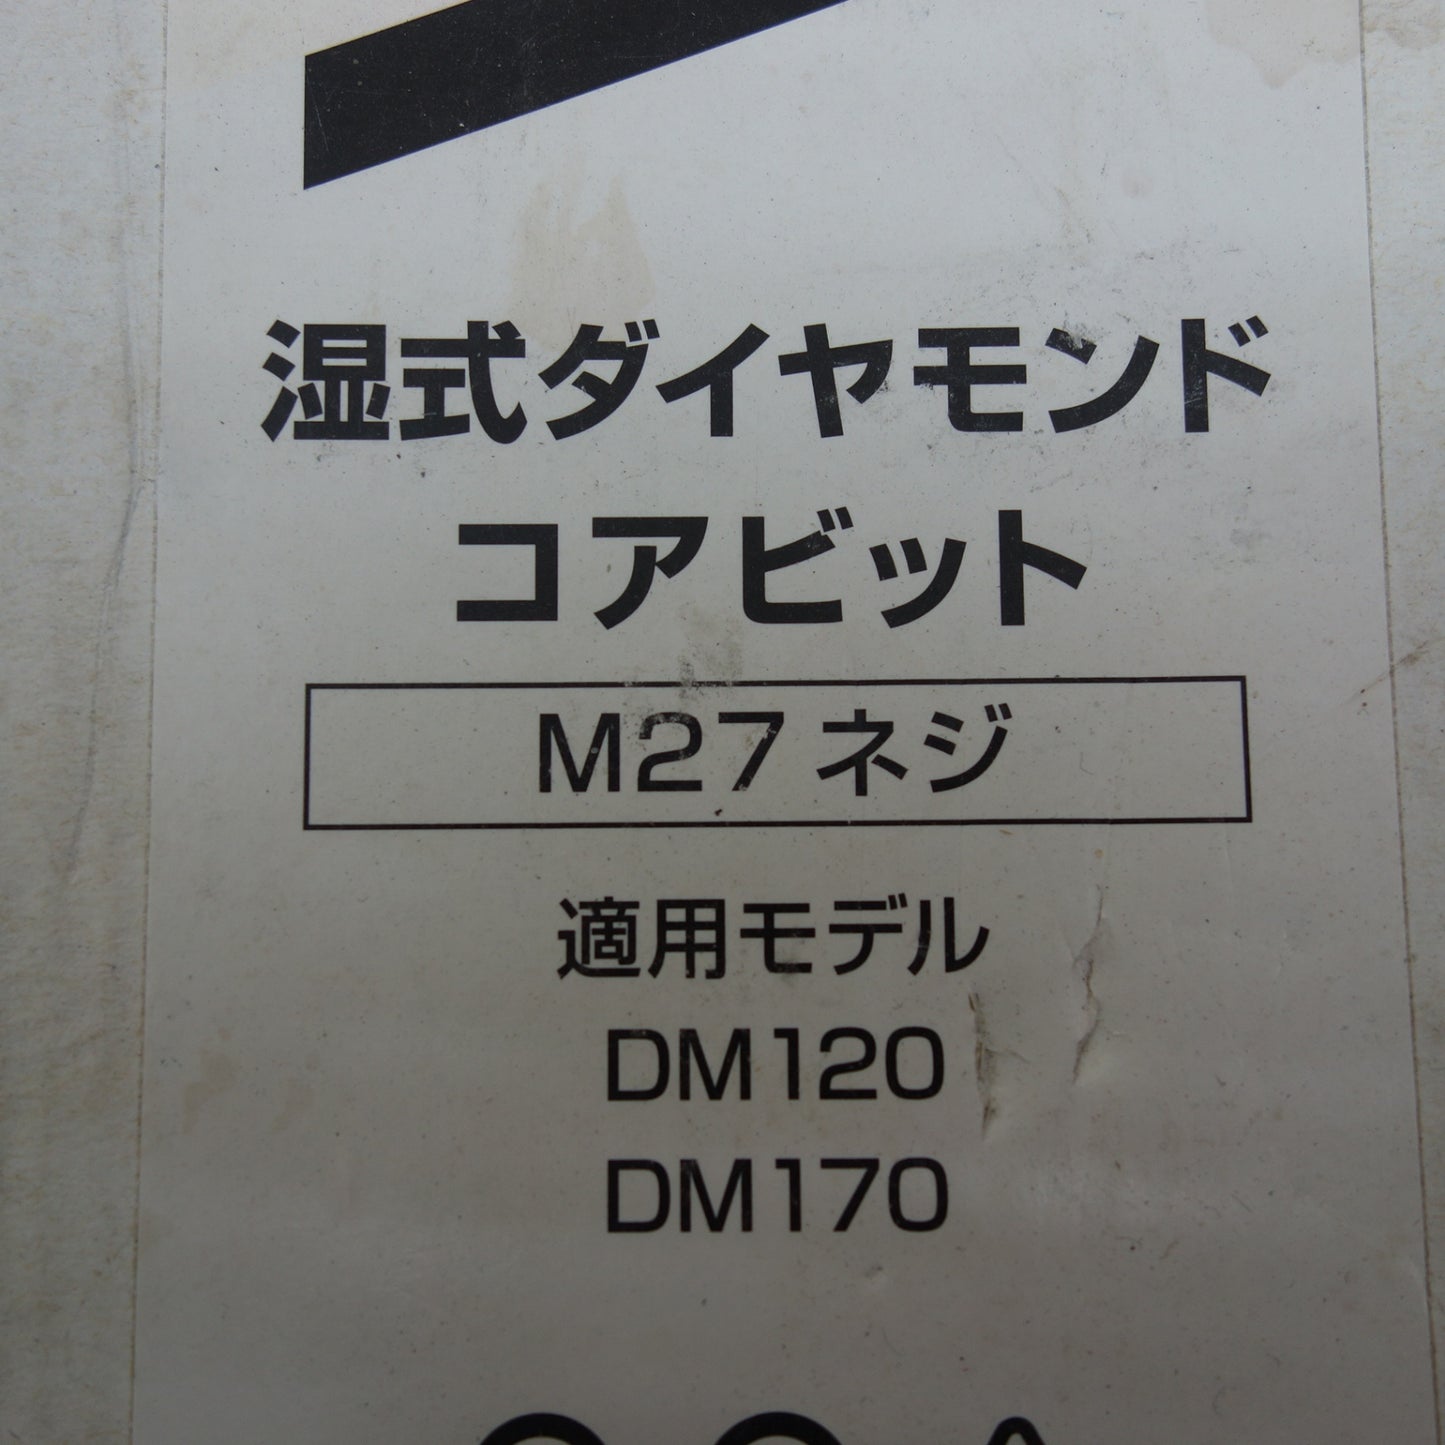 湿式ダイヤモンド
コアビット
M27 ネジ
適用モデル
DM120
DM170